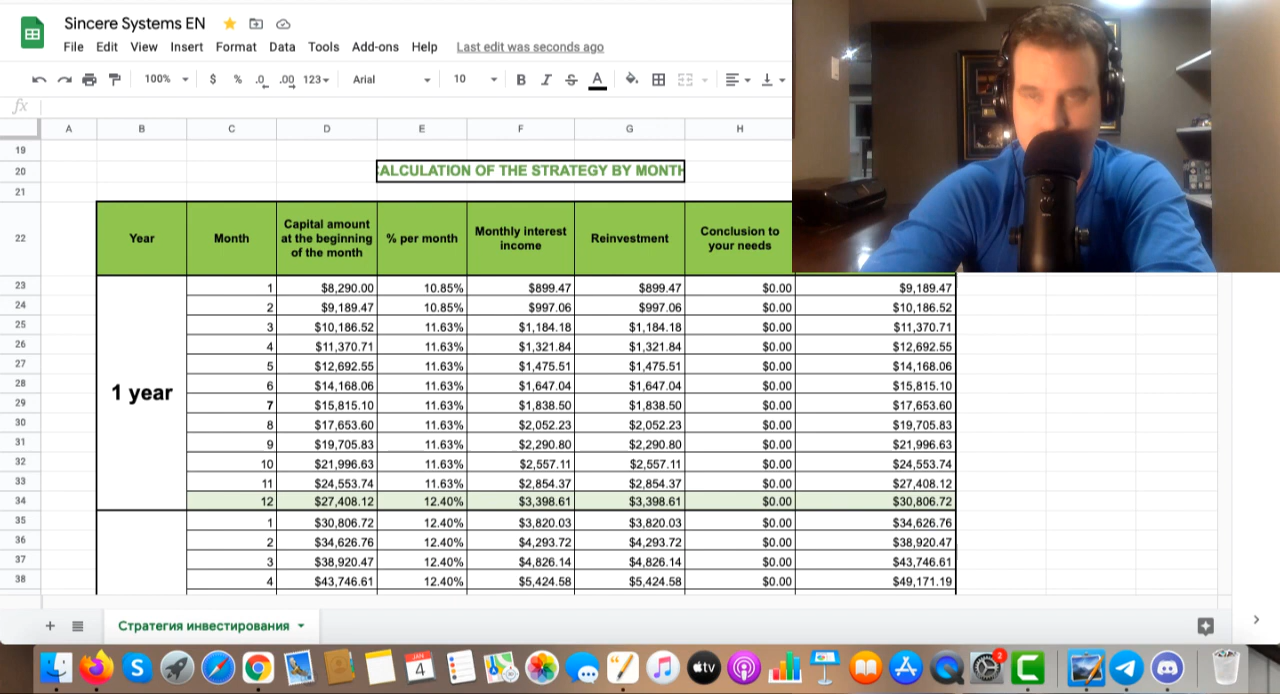 Sincere Systems EN
File Edit View Insert Format Data Tools Add-ons Help Last edit was seconds ago
100% $ % .0 .00 123 Arial 10 B I S A
fx
A B C D E F G H
19
20 ALCULATION OF THE STRATEGY BY MONTH
21
22 Year Month Capital amount at the beginning of the month % per month Monthly interest income Reinvestment Conclusion to your needs
23 1 $8,290.00 10.85% $899.47 $899.47 $0.00 $9,189.47
24 2 $9,189.47 10.85% $997.06 $997.06 $0.00 $10,186.52
25 3 $10,186.52 11.63% $1,184.18 $1,184.18 $0.00 $11,370.71
26 4 $11,370.71 11.63% $1,321.84 $1,321.84 $0.00 $12,692.55
27 5 $12,692.55 11.63% $1,475.51 $1,475.51 $0.00 $14,168.06
28 6 $14,168.06 11.63% $1,647.04 $1,647.04 $0.00 $15,815.10
1 year
29 7 $15,815.10 11.63% $1,838.50 $1,838.50 $0.00 $17,653.60
30 8 $17,653.60 11.63% $2,052.23 $2,052.23 $0.00 $19,705.83
31 9 $19,705.83 11.63% $2,290.80 $2,290.80 $0.00 $21,996.63
32 10 $21,996.63 11.63% $2,557.11 $2,557.11 $0.00 $24,553.74
33 11 $24,553.74 11.63% $2,854.37 $2,854.37 $0.00 $27,408.12
34 12 $27,408.12 12.40% $3,398.61 $3,398.61 $0.00 $30,806.72
35 1 $30,806.72 12.40% $3,820.03 $3,820.03 $0.00 $34,626.76
36 2 $34,626.76 12.40% $4,293.72 $4,293.72 $0.00 $38,920.47
37 3 $38,920.47 12.40% $4,826.14 $4,826.14 $0.00 $43,746.61
38 4 $43,746.61 12.40% $5,424.58 $5,424.58 $0.00 $49,171.19
Стратегия инвестирования
JAN 4 tv 2